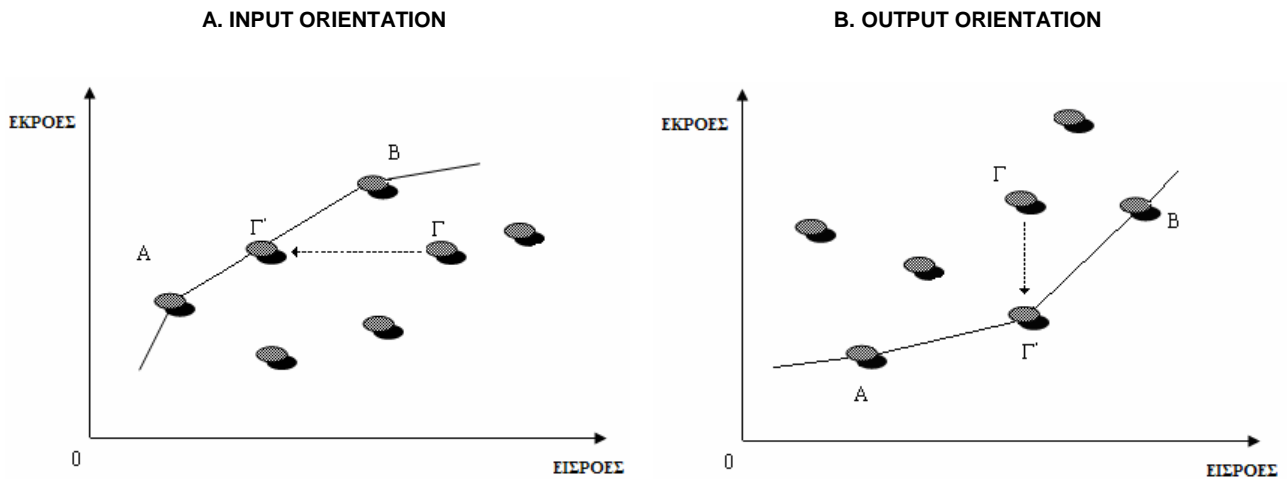 A. INPUT ORIENTATION
ΕΚΡΟΕΣ
Β
Γ'
Γ
Α
0
ΕΙΣΡΟΕΣ
B. OUTPUT ORIENTATION
ΕΚΡΟΕΣ
Γ
Β
Γ'
Α
0
ΕΙΣΡΟΕΣ